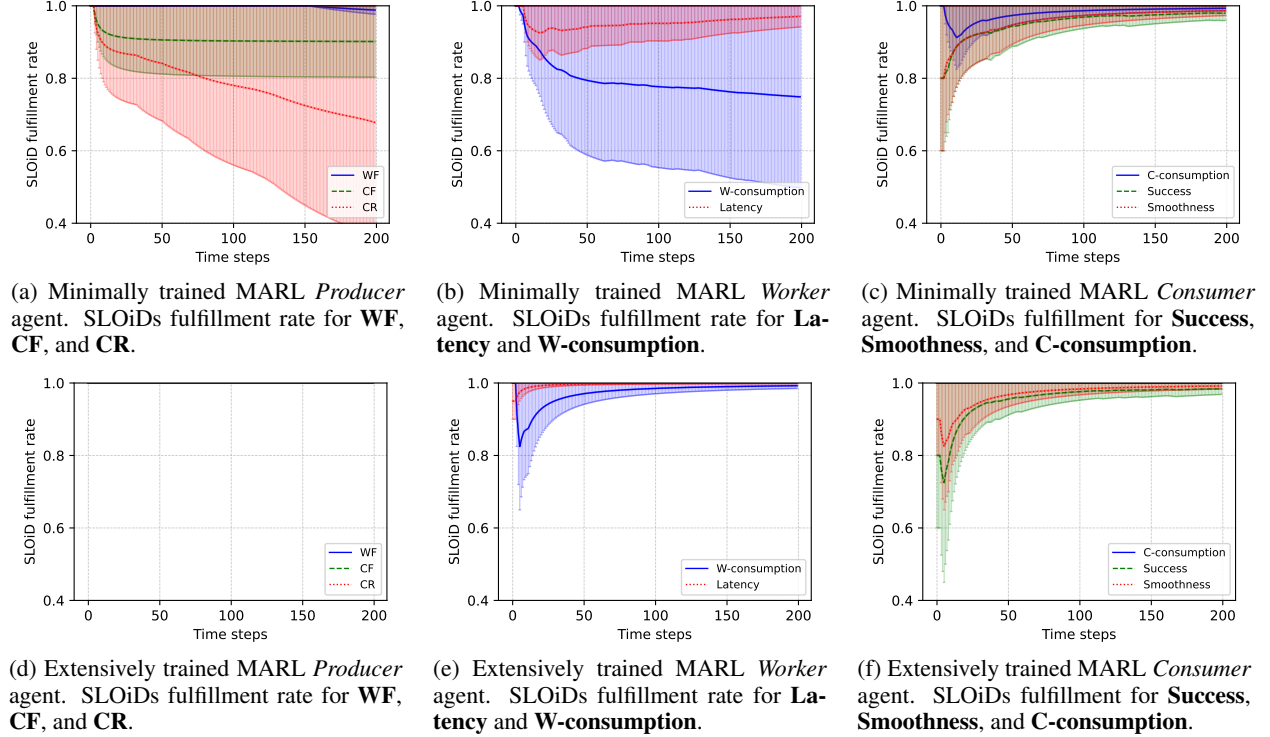 1.0
0.8
0.6
0.4
SLOiD fulfillment rate
0
50
100
150
200
Time steps
WF
CF
CR
1.0
0.8
0.6
0.4
SLOiD fulfillment rate
0
50
100
150
200
Time steps
W-consumption
Latency
1.0
0.8
0.6
0.4
SLOiD fulfillment rate
0
50
100
150
200
Time steps
C-consumption
Success
Smoothness
(a) Minimally trained MARL Producer
agent. SLOiDs fulfillment rate for WF,
CF, and CR.
(b) Minimally trained MARL Worker
agent. SLOiDs fulfillment rate for La-
tency and W-consumption.
(c) Minimally trained MARL Consumer
agent. SLOiDs fulfillment for Success,
Smoothness, and C-consumption.
1.0
0.8
0.6
0.4
SLOiD fulfillment rate
0
50
100
150
200
Time steps
WF
CF
CR
1.0
0.8
0.6
0.4
SLOiD fulfillment rate
0
50
100
150
200
Time steps
W-consumption
Latency
1.0
0.8
0.6
0.4
SLOiD fulfillment rate
0
50
100
150
200
Time steps
C-consumption
Success
Smoothness
(d) Extensively trained MARL Producer
agent. SLOiDs fulfillment rate for WF,
CF, and CR.
(e) Extensively trained MARL Worker
agent. SLOiDs fulfillment rate for La-
tency and W-consumption.
(f) Extensively trained MARL Consumer
agent. SLOiDs fulfillment for Success,
Smoothness, and C-consumption.